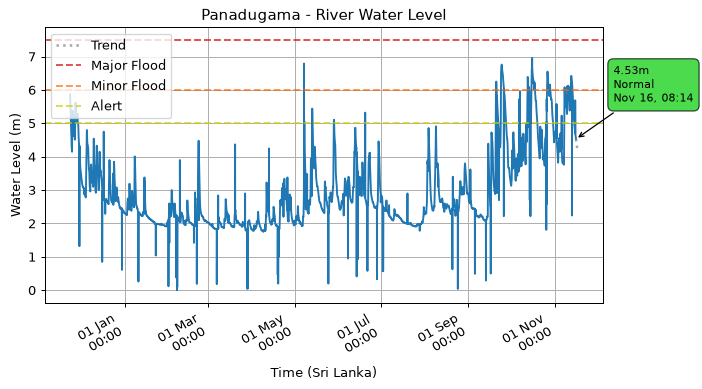 Panadugama - River Water Level
Trend
Major Flood
Minor Flood
Alert
4.53m
Normal
Nov 16, 08:14
Water Level (m)
7
6
5
4
3
2
1
0
01 Jan
00:00
01 Mar
00:00
01 May
00:00
01 Jul
00:00
01 Sep
00:00
01 Nov
00:00
Time (Sri Lanka)